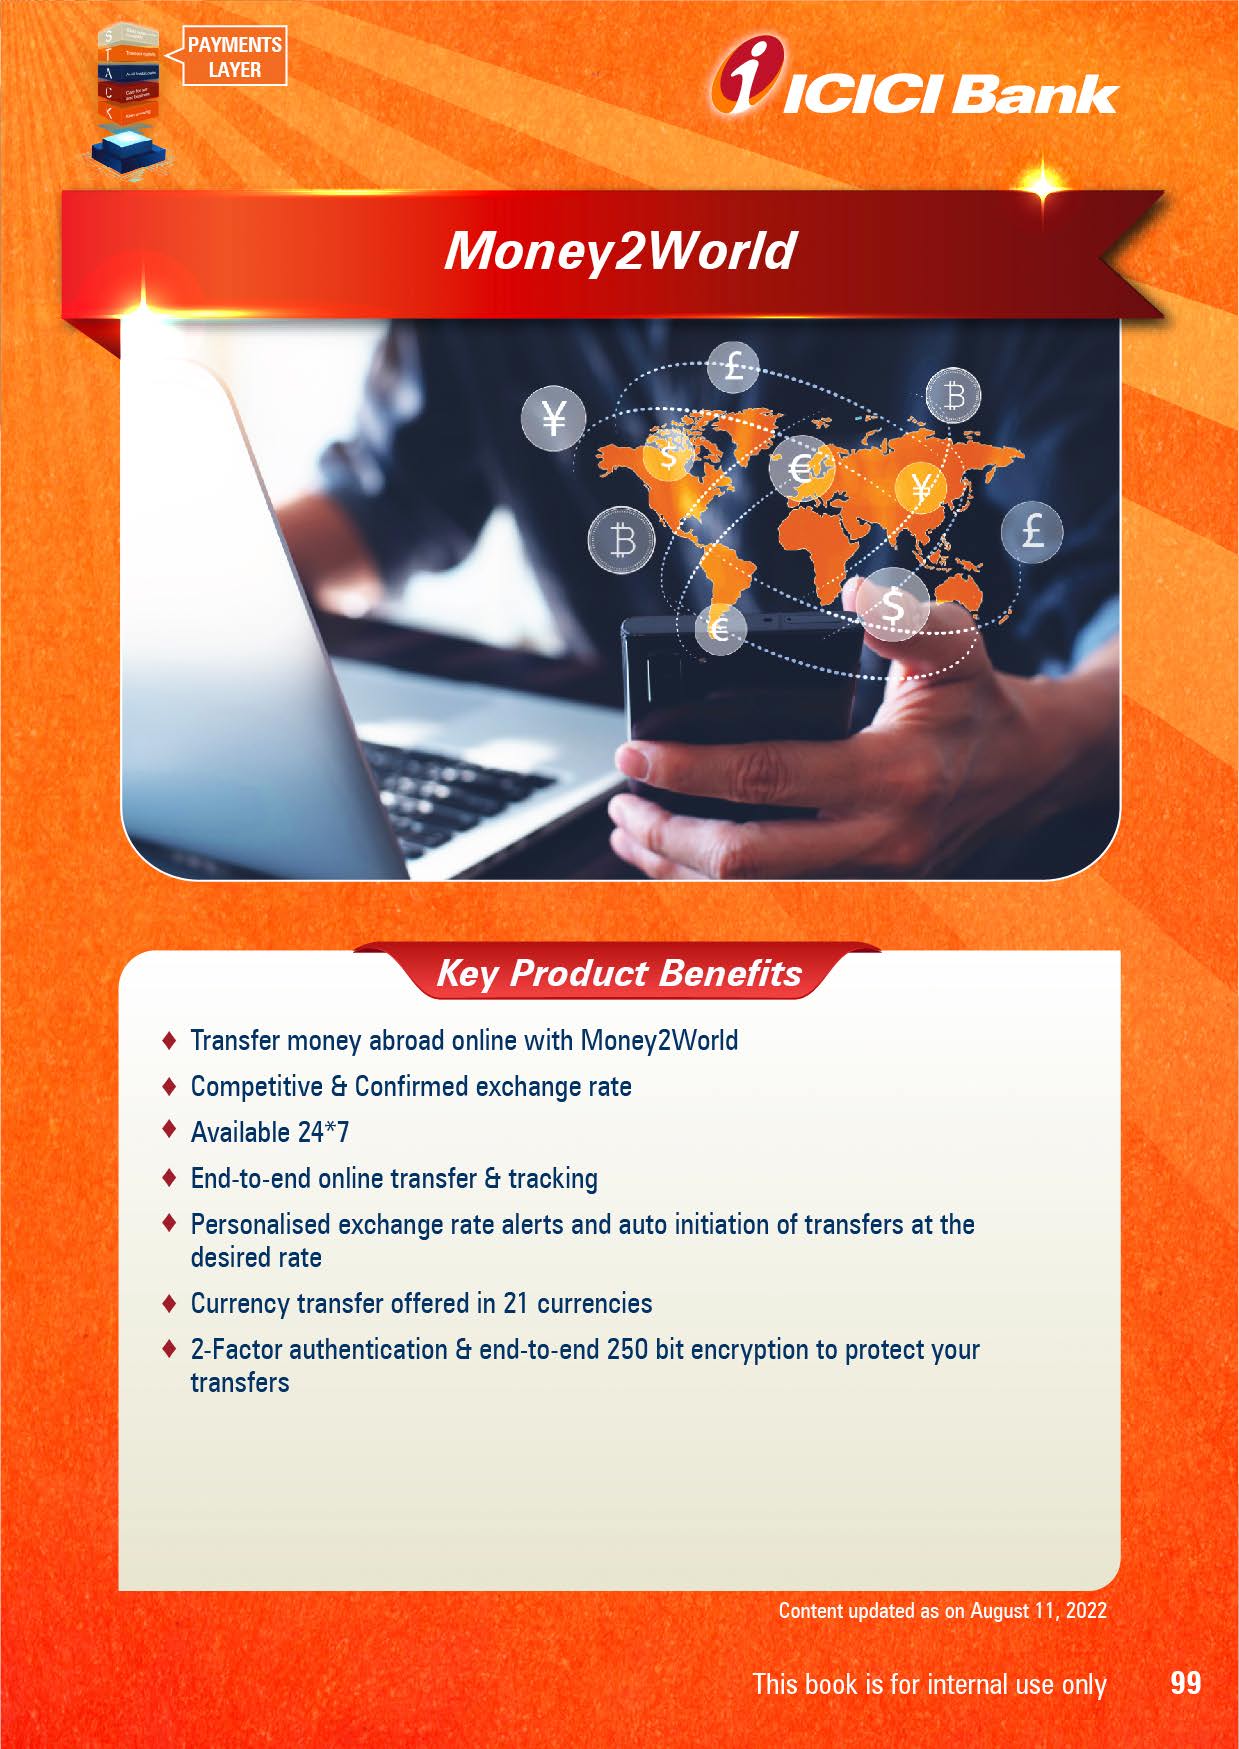 S
T
A
C
K
PAYMENTS
LAYER
i
ICICI Bank
Money2World
£
¥
₿
$
€
¥
₿
£
$
€
Key Product Benefits
♦ Transfer money abroad online with Money2World
♦ Competitive & Confirmed exchange rate
♦ Available 24*7
♦ End-to-end online transfer & tracking
♦ Personalised exchange rate alerts and auto initiation of transfers at the
desired rate
♦ Currency transfer offered in 21 currencies
♦ 2-Factor authentication & end-to-end 250 bit encryption to protect your
transfers
Content updated as on August 11, 2022
This book is for internal use only 99